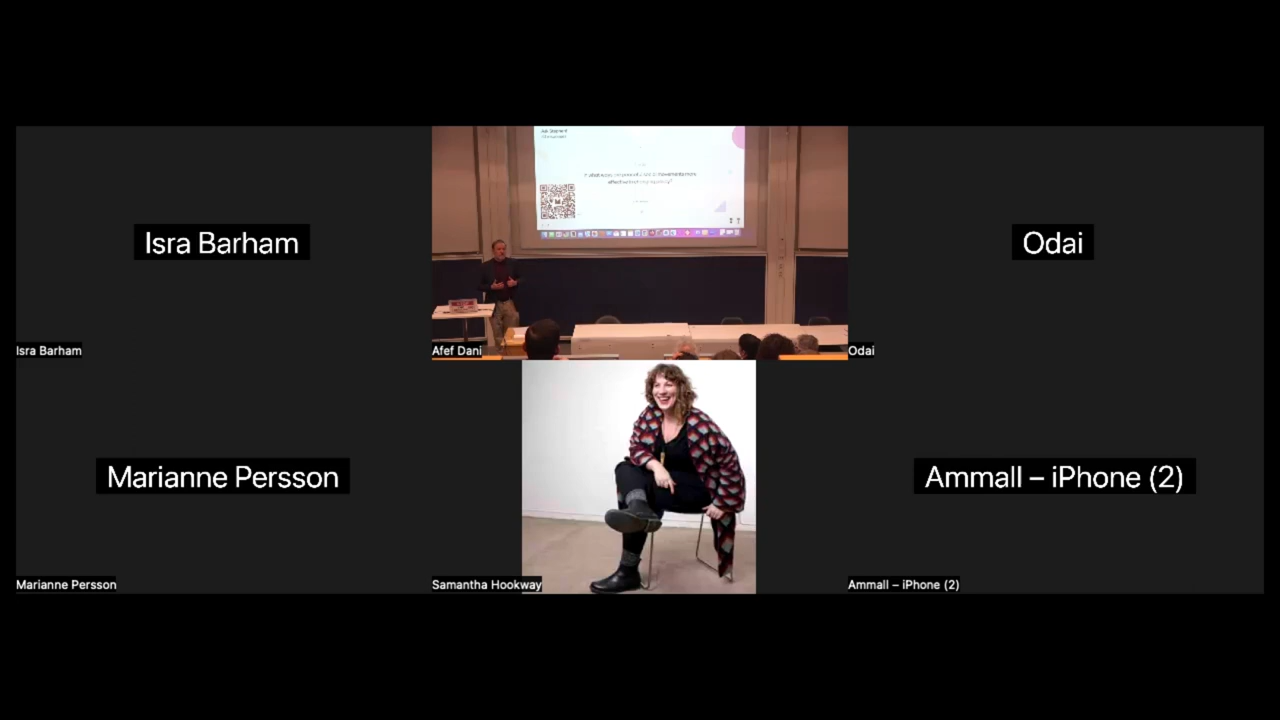 Isra Barham
Isra Barham
Afef Dani
Odai
Odai
Marianne Persson
Marianne Persson
Samantha Hookway
Ammall – iPhone (2)
Ammall – iPhone (2)